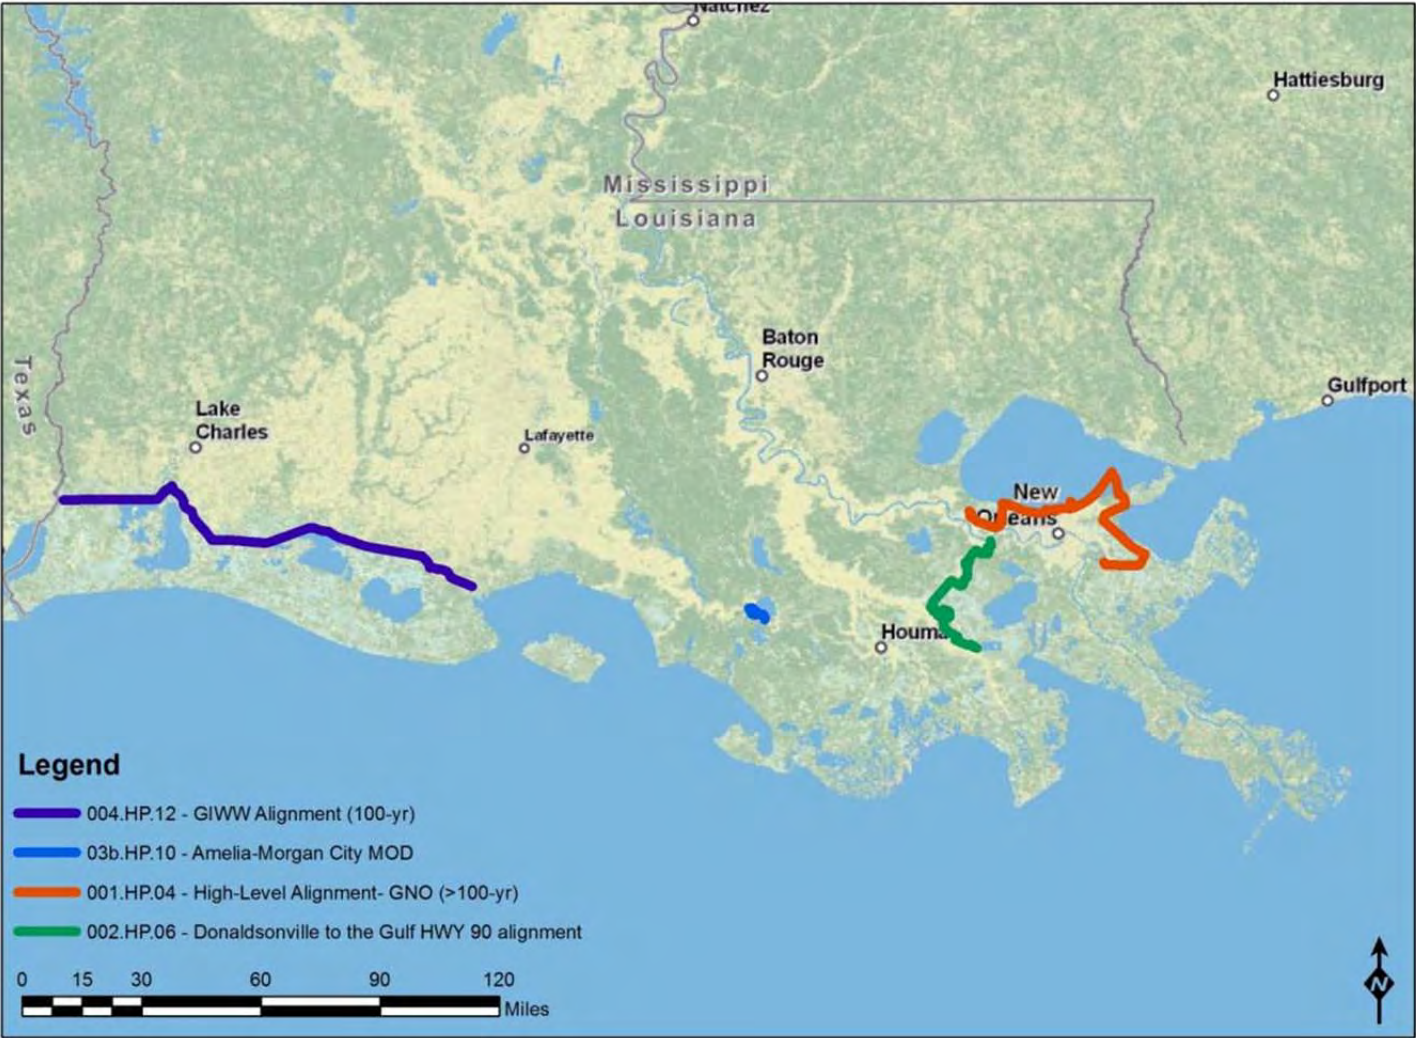 Natchez
Hattiesburg
Mississippi
Louisiana
Baton
Rouge
Texas
Gulfport
Lake
Charles
Lafayette
New
Orleans
Houma
Legend
004.HP.12 - GIWW Alignment (100-yr)
03b.HP.10 - Amelia-Morgan City MOD
001.HP.04 - High-Level Alignment- GNO (>100-yr)
002.HP.06 - Donaldsonville to the Gulf HWY 90 alignment
0 15 30 60 90 120
Miles
N